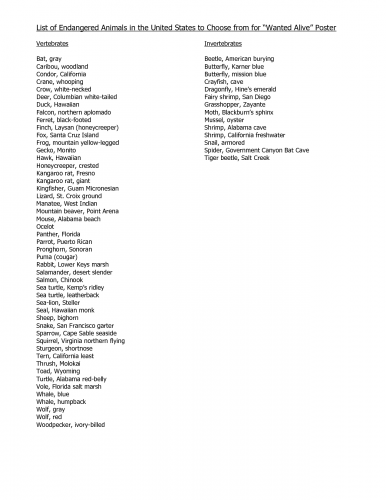 List of Endangered Animals in the United States to Choose from for “Wanted Alive” Poster
Vertebrates
Bat, gray
Caribou, woodland
Condor, California
Crane, whooping
Crow, white-necked
Deer, Columbian white-tailed
Duck, Hawaiian
Falcon, northern aplomado
Ferret, black-footed
Finch, Laysan (honeycreeper)
Fox, Santa Cruz Island
Frog, mountain yellow-legged
Gecko, Monito
Hawk, Hawaiian
Honeycreeper, crested
Kangaroo rat, Fresno
Kangaroo rat, giant
Kingfisher, Guam Micronesian
Lizard, St. Croix ground
Manatee, West Indian
Mountain beaver, Point Arena
Mouse, Alabama beach
Ocelot
Panther, Florida
Parrot, Puerto Rican
Pronghorn, Sonoran
Puma (cougar)
Rabbit, Lower Keys marsh
Salamander, desert slender
Salmon, Chinook
Sea turtle, Kemp's ridley
Sea turtle, leatherback
Sea-lion, Steller
Seal, Hawaiian monk
Sheep, bighorn
Snake, San Francisco garter
Sparrow, Cape Sable seaside
Squirrel, Virginia northern flying
Sturgeon, shortnose
Tern, California least
Thrush, Molokai
Toad, Wyoming
Turtle, Alabama red-belly
Vole, Florida salt marsh
Whale, blue
Whale, humpback
Wolf, gray
Wolf, red
Woodpecker, ivory-billed
Invertebrates
Beetle, American burying
Butterfly, Karner blue
Butterfly, mission blue
Crayfish, cave
Dragonfly, Hine's emerald
Fairy shrimp, San Diego
Grasshopper, Zayante
Moth, Blackburn's sphinx
Mussel, oyster
Shrimp, Alabama cave
Shrimp, California freshwater
Snail, armored
Spider, Government Canyon Bat Cave
Tiger beetle, Salt Creek